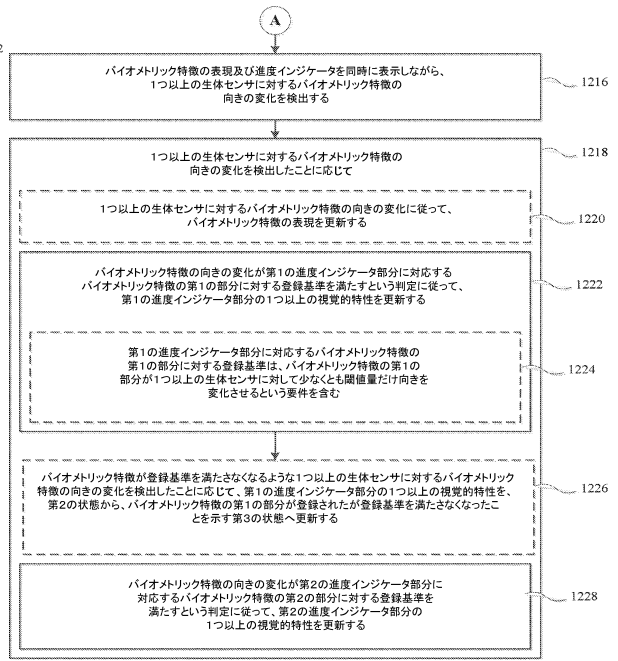 A
2
バイオメトリック特徴の表現及び進度インジケータを同時に表示しながら、
1つ以上の生体センサに対するバイオメトリック特徴の
向きの変化を検出する
1216
1つ以上の生体センサに対するバイオメトリック特徴の
向きの変化を検出したことに応じて
1218
1つ以上の生体センサに対するバイオメトリック特徴の向きの変化に従って、
バイオメトリック特徴の表現を更新する
1220
バイオメトリック特徴の向きの変化が第1の進度インジケータ部分に対応する
バイオメトリック特徴の第1の部分に対する登録基準を満たすという判定に従って、
第1の進度インジケータ部分の1つ以上の視覚的特性を更新する
1222
第1の進度インジケータ部分に対応するバイオメトリック特徴の
第1の部分に対する登録基準は、バイオメトリック特徴の第1の
部分が1つ以上の生体センサに対して少なくとも閾値量だけ向きを
変化させるという要件を含む
1224
バイオメトリック特徴が登録基準を満たさなくなるような1つ以上の生体センサに対するバイオメトリック
特徴の向きの変化を検出したことに応じて、第1の進度インジケータ部分の1つ以上の視覚的特性を、
第2の状態から、バイオメトリック特徴の第1の部分が登録されたが登録基準を満たさなくなったこ
とを示す第3の状態へ更新する
1226
バイオメトリック特徴の向きの変化が第2の進度インジケータ部分に
対応するバイオメトリック特徴の第2の部分に対する登録基準を
満たすという判定に従って、第2の進度インジケータ部分の
1つ以上の視覚的特性を更新する
1228